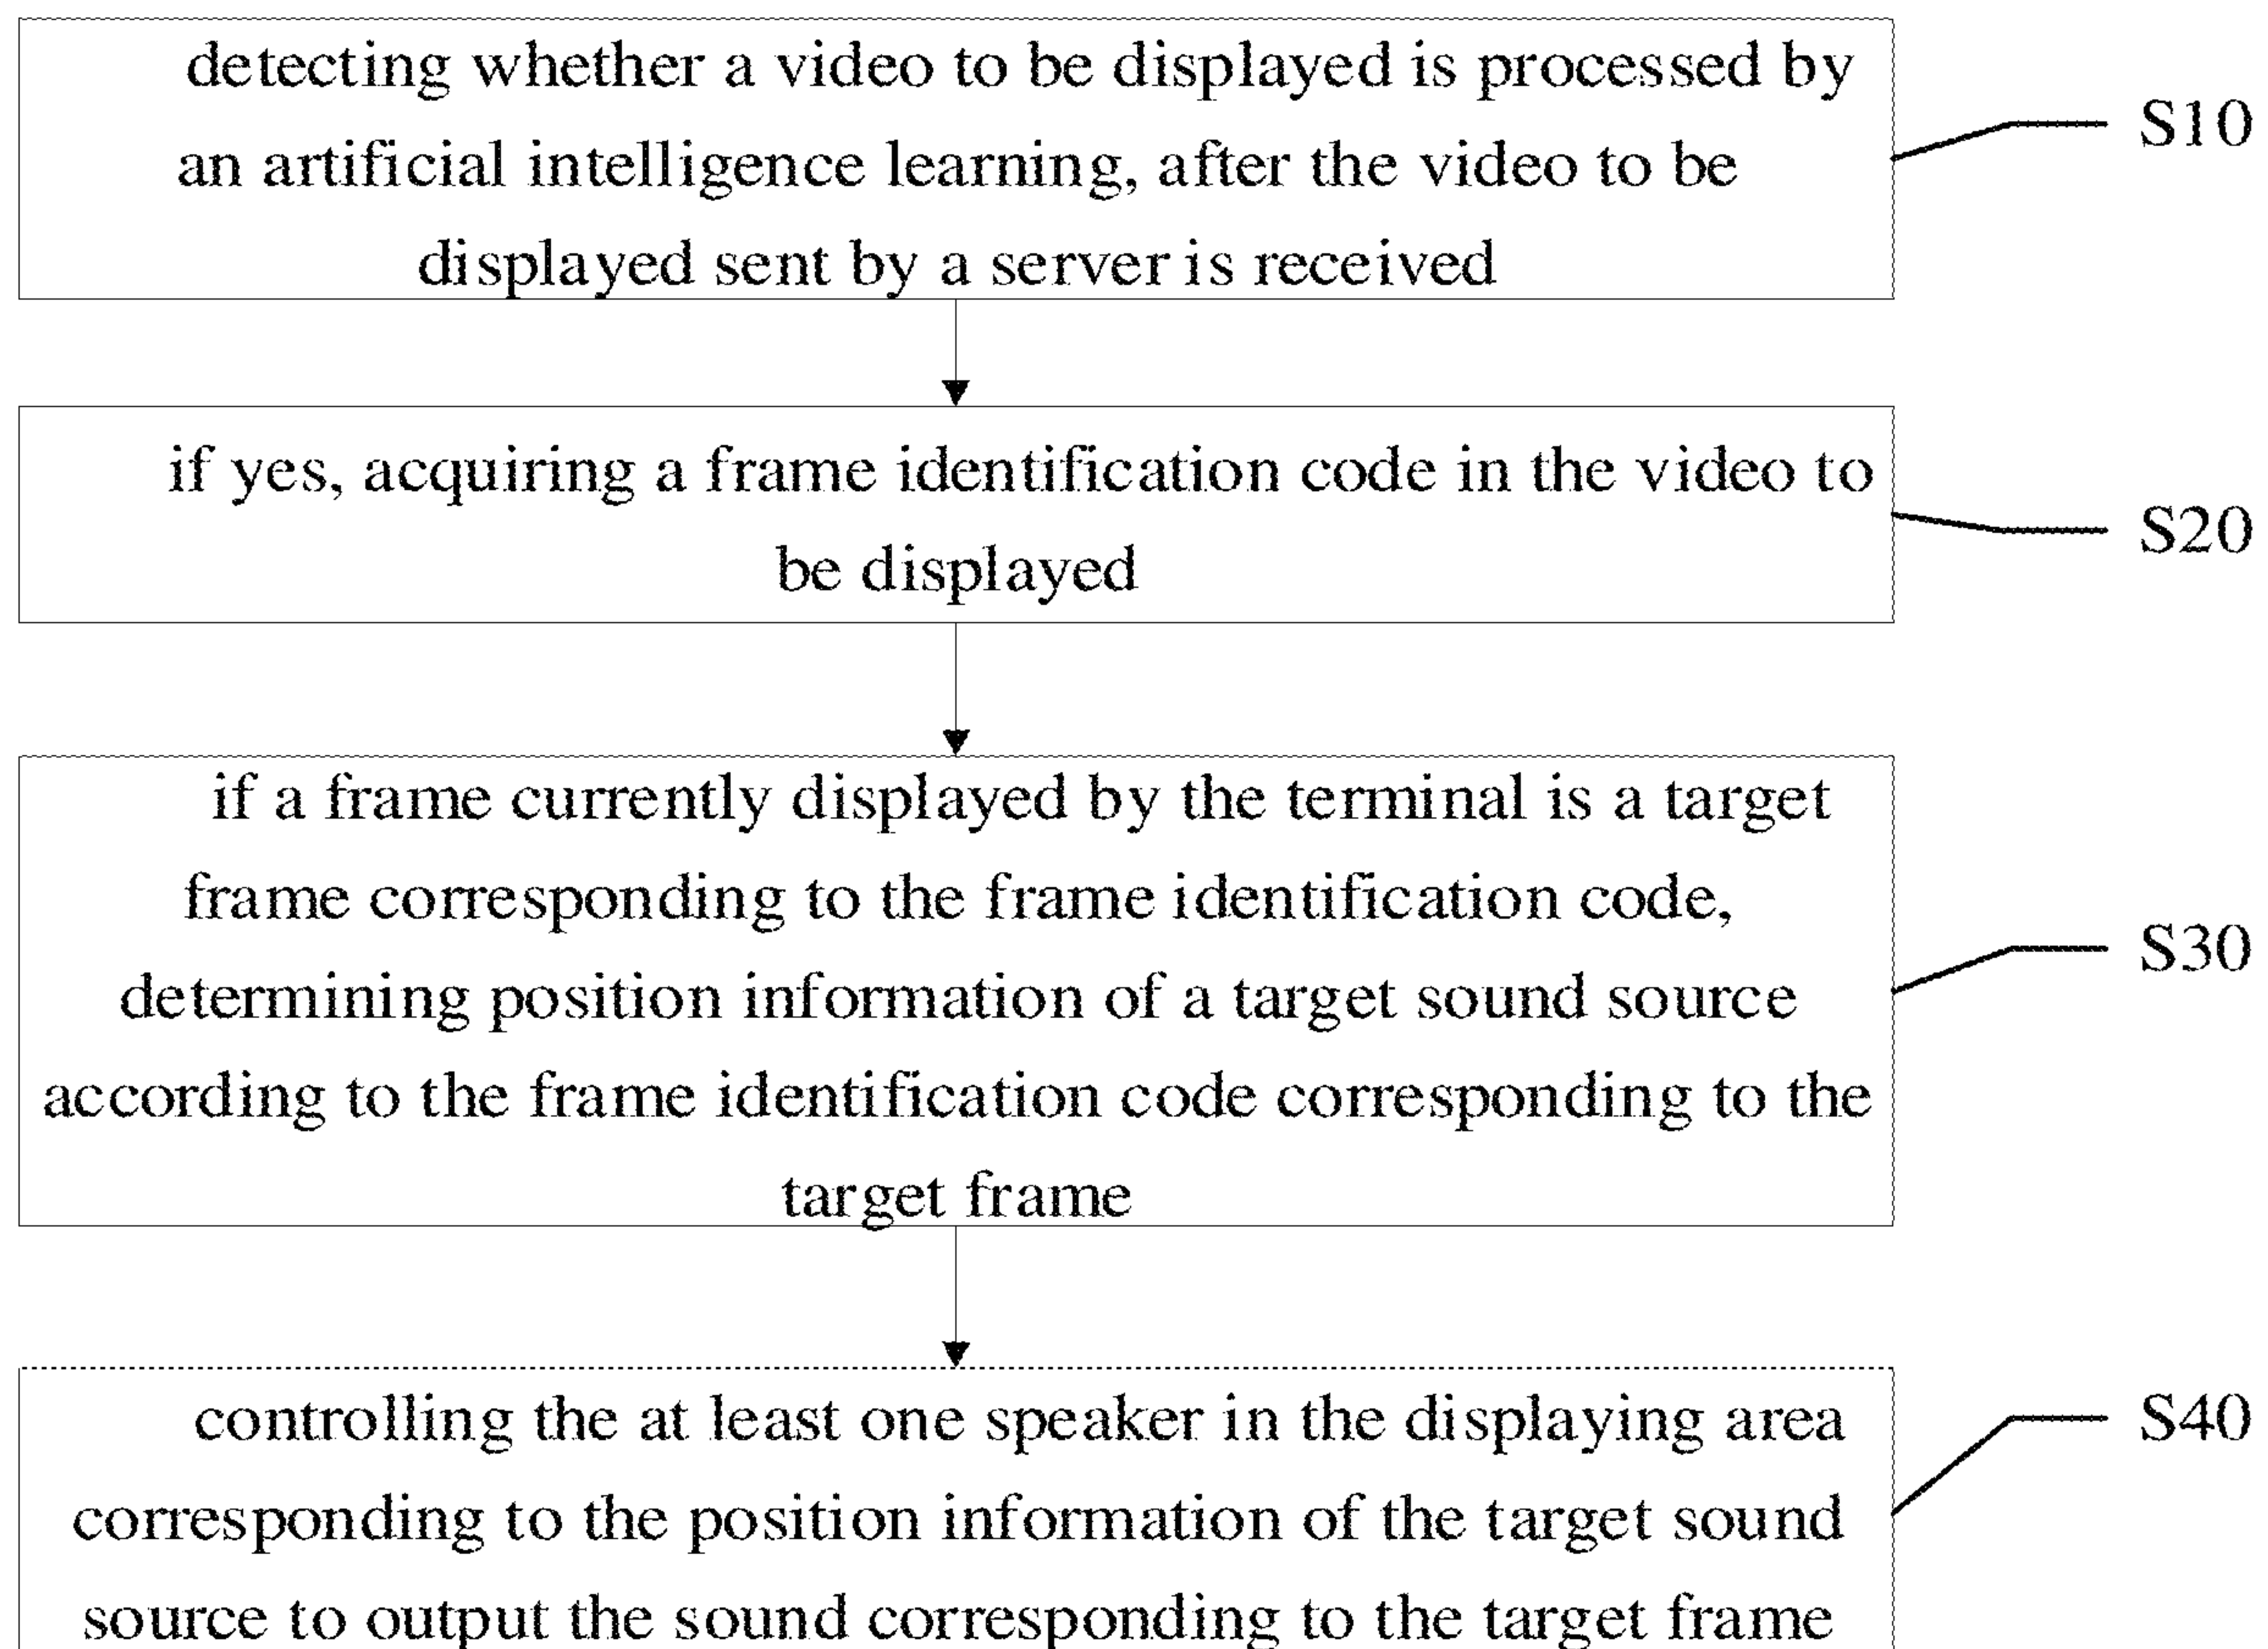 detecting whether a video to be displayed is processed by
an artificial intelligence learning, after the video to be
displayed sent by a server is received
S10
if yes, acquiring a frame identification code in the video to
be displayed
S20
if a frame currently displayed by the terminal is a target
frame corresponding to the frame identification code,
determining position information of a target sound source
according to the frame identification code corresponding to the
target frame
S30
controlling the at least one speaker in the displaying area
corresponding to the position information of the target sound
source to output the sound corresponding to the target frame
S40